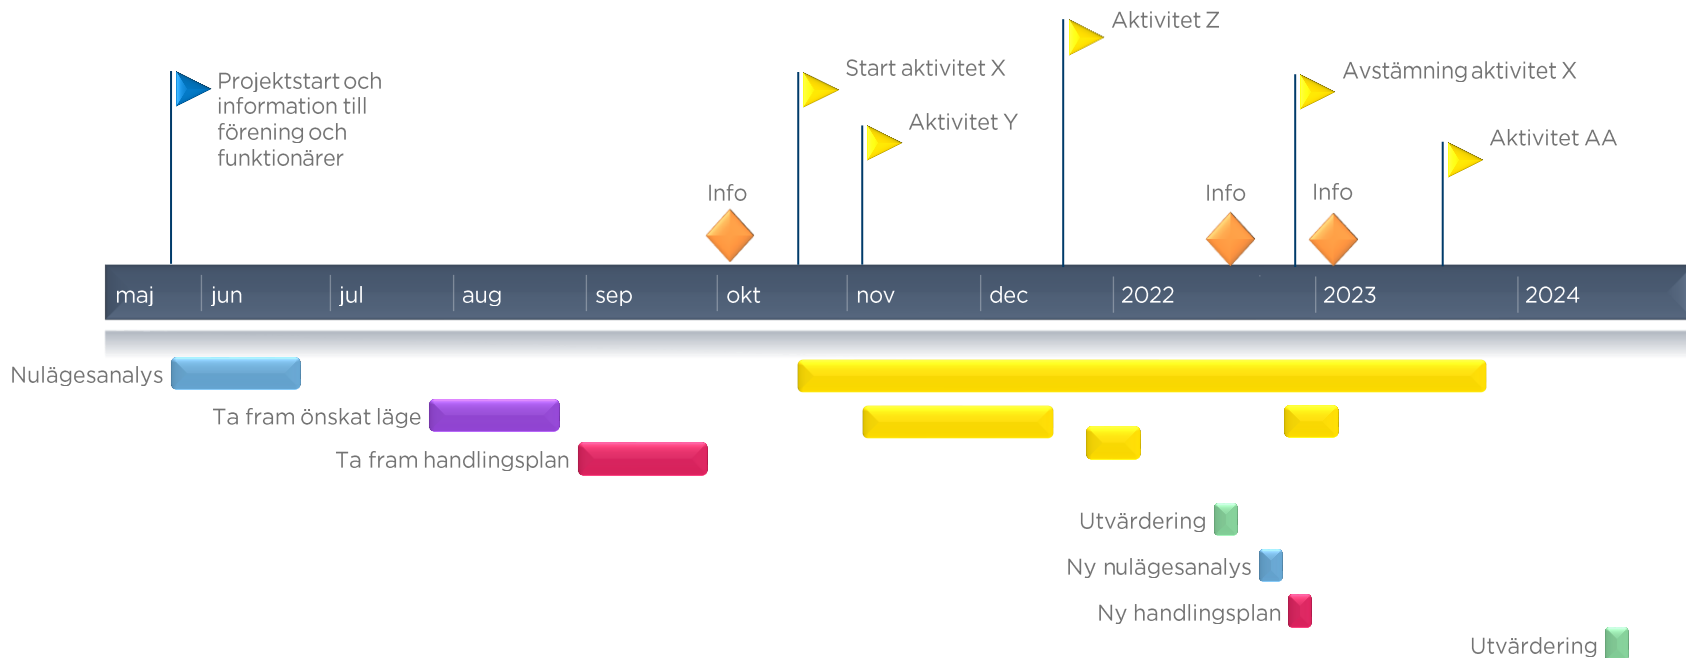 Aktivitet Z
Projektstart och
information till
förening och
funktionärer
Start aktivitet X
Avstämning aktivitet X
Aktivitet Y
Aktivitet AA
Info
Info
Info
maj jun jul aug sep okt nov dec 2022 2023 2024
Nulägesanalys
Ta fram önskat läge
Ta fram handlingsplan
Utvärdering
Ny nulägesanalys
Ny handlingsplan
Utvärdering